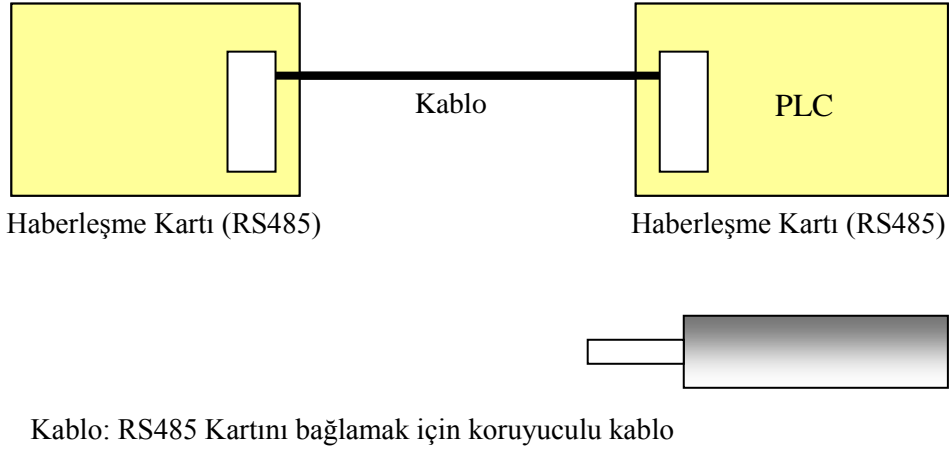 Kablo
PLC
Haberleşme Kartı (RS485)
Haberleşme Kartı (RS485)
Kablo: RS485 Kartını bağlamak için koruyuculu kablo